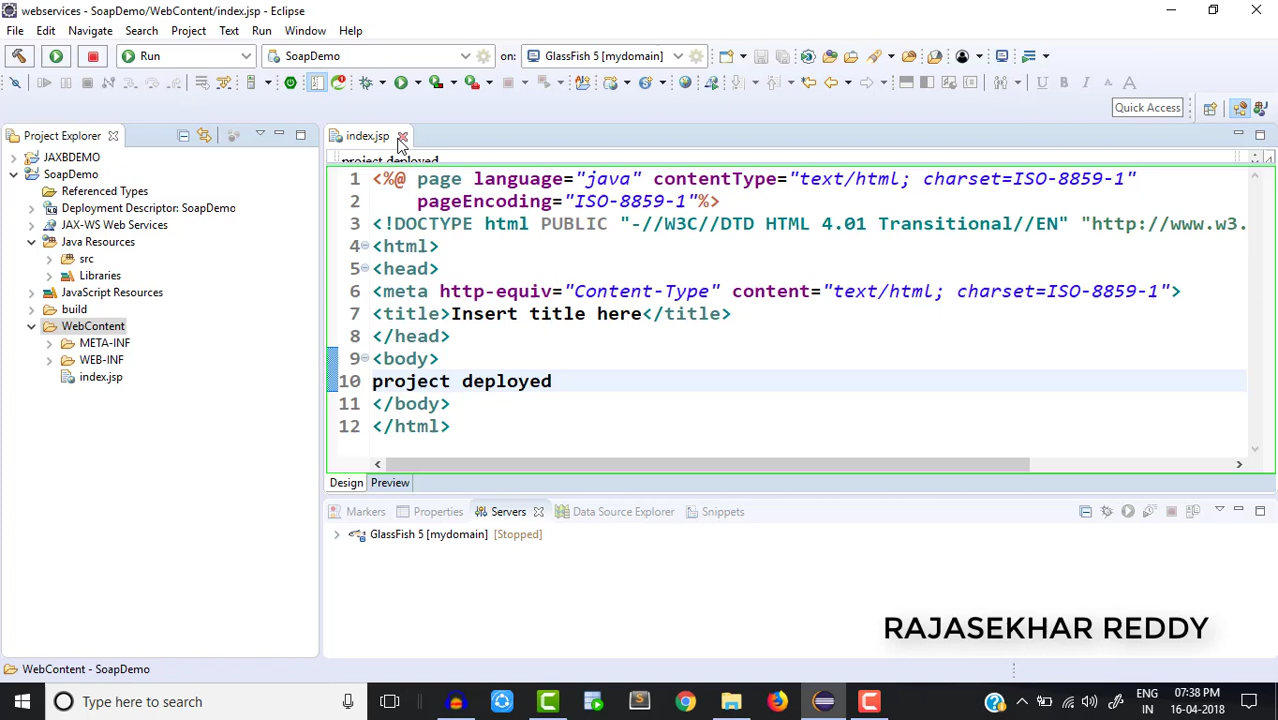 webservices - SoapDemo/WebContent/index.jsp - Eclipse
File Edit Navigate Search Project Text Run Window Help
Run SoapDemo on: GlassFish 5 [mydomain]
Quick Access
Project Explorer
JAXBDEMO
SoapDemo
Referenced Types
Deployment Descriptor: SoapDemo
JAX-WS Web Services
Java Resources
src
Libraries
JavaScript Resources
build
WebContent
META-INF
WEB-INF
index.jsp
index.jsp
project deployed
1 <%@ page language="java" contentType="text/html; charset=ISO-8859-1"
2 pageEncoding="ISO-8859-1"%>
3 <!DOCTYPE html PUBLIC "-//W3C//DTD HTML 4.01 Transitional//EN" "http://www.w3.
4 <html>
5 <head>
6 <meta http-equiv="Content-Type" content="text/html; charset=ISO-8859-1">
7 <title>Insert title here</title>
8 </head>
9 <body>
10 project deployed
11 </body>
12 </html>
Design Preview
Markers Properties Servers Data Source Explorer Snippets
GlassFish 5 [mydomain] [Stopped]
RAJASEKHAR REDDY
WebContent - SoapDemo
Type here to search
ENG 07:38 PM
IN 16-04-2018